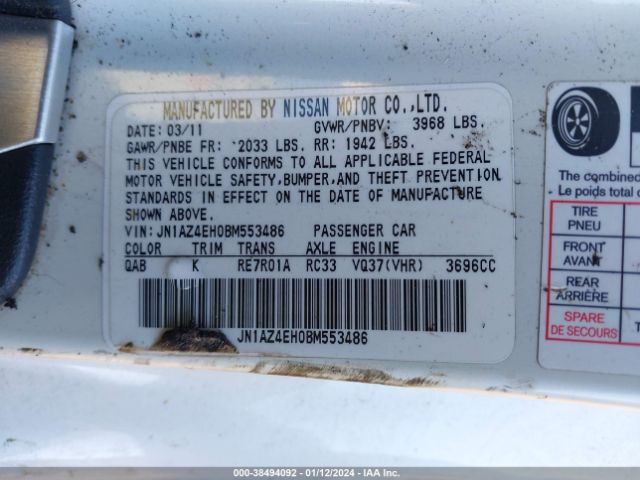 MANUFACTURED BY NISSAN MOTOR CO.,LTD.
DATE: 03/11 GVWR/PNBV: 3968 LBS.
GAWR/PNBE FR: 2033 LBS. RR: 1942 LBS.
THIS VEHICLE CONFORMS TO ALL APPLICABLE FEDERAL
MOTOR VEHICLE SAFETY,BUMPER,AND THEFT PREVENTION
STANDARDS IN EFFECT ON THE DATE OF MANUFACTURE
SHOWN ABOVE.
VIN: JN1AZ4EH0BM553486 PASSENGER CAR
COLOR TRIM TRANS AXLE ENGINE
QAB K RE7R01A RC33 VQ37(VHR) 3696CC
JN1AZ4EH0BM553486
The combined
Le poids total
TIRE
PNEU
FRONT
AVANT
REAR
ARRIÈRE
SPARE
DE SECOURS
000-38494092 - 01/12/2024 - IAA Inc.